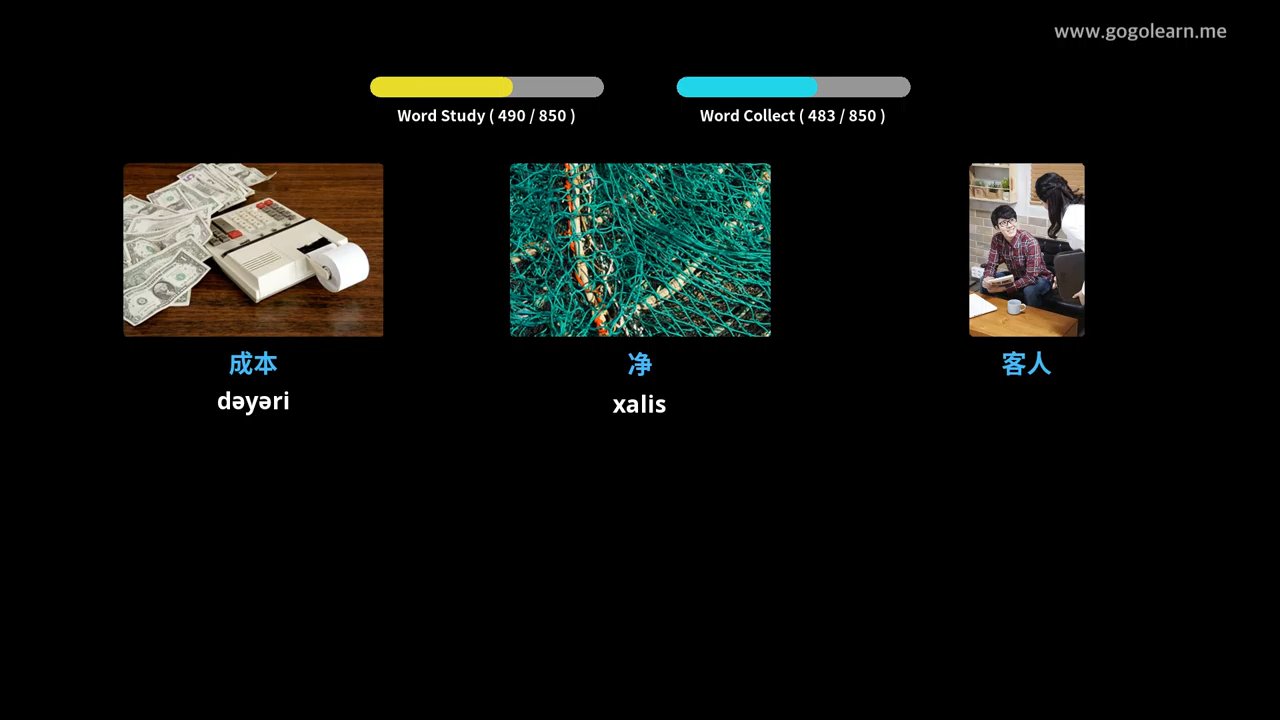 www.gogolearn.me
Word Study ( 490 / 850 )
Word Collect ( 483 / 850 )
成本
dəyəri
净
xalis
客人